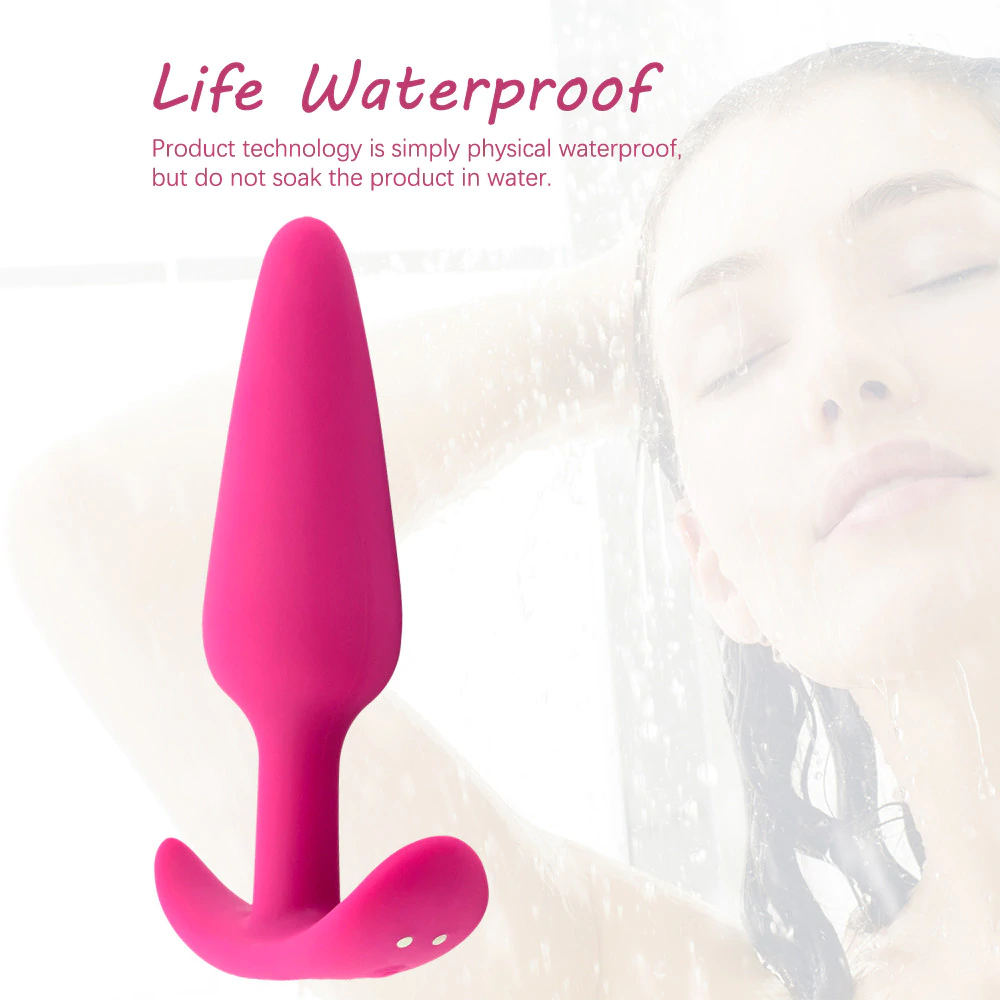 Life Waterproof
Product technology is simply physical waterproof,
but do not soak the product in water.